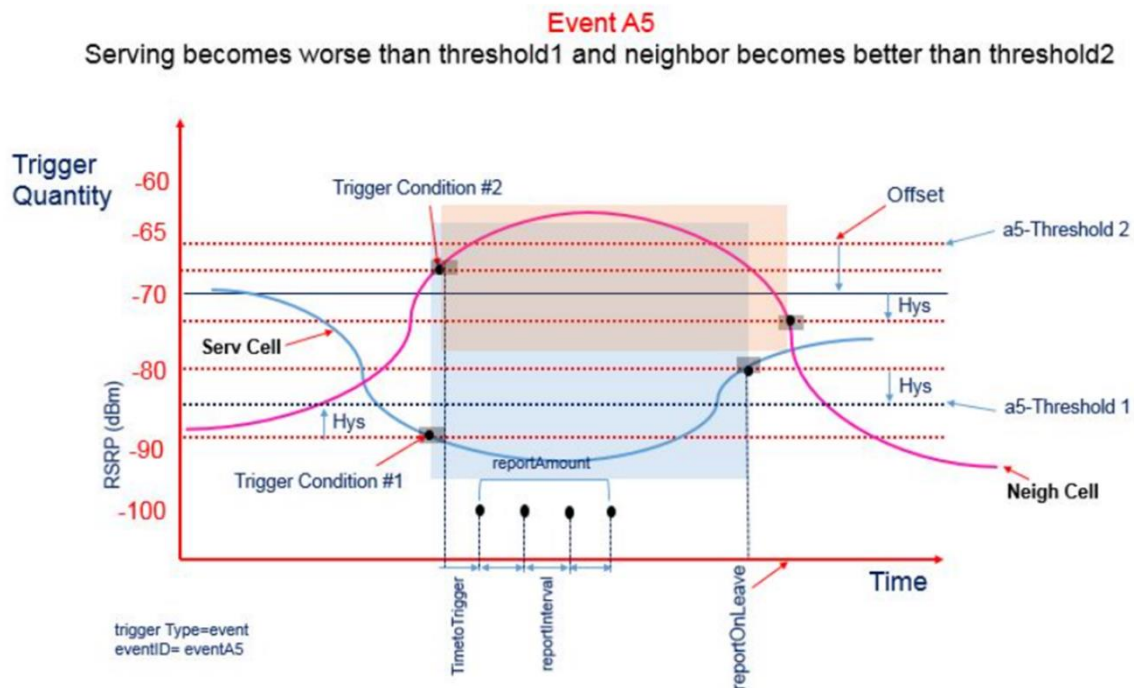 Event A5
Serving becomes worse than threshold1 and neighbor becomes better than threshold2
Trigger
Quantity
-60
-65
-70
-80
-90
-100
RSRP (dBm)
Trigger Condition #2
Offset
a5-Threshold 2
Hys
Serv Cell
Hys
Hys
a5-Threshold 1
Trigger Condition #1
reportAmount
Neigh Cell
Time
TimetoTrigger
reportInterval
reportOnLeave
trigger Type=event
eventID= eventA5